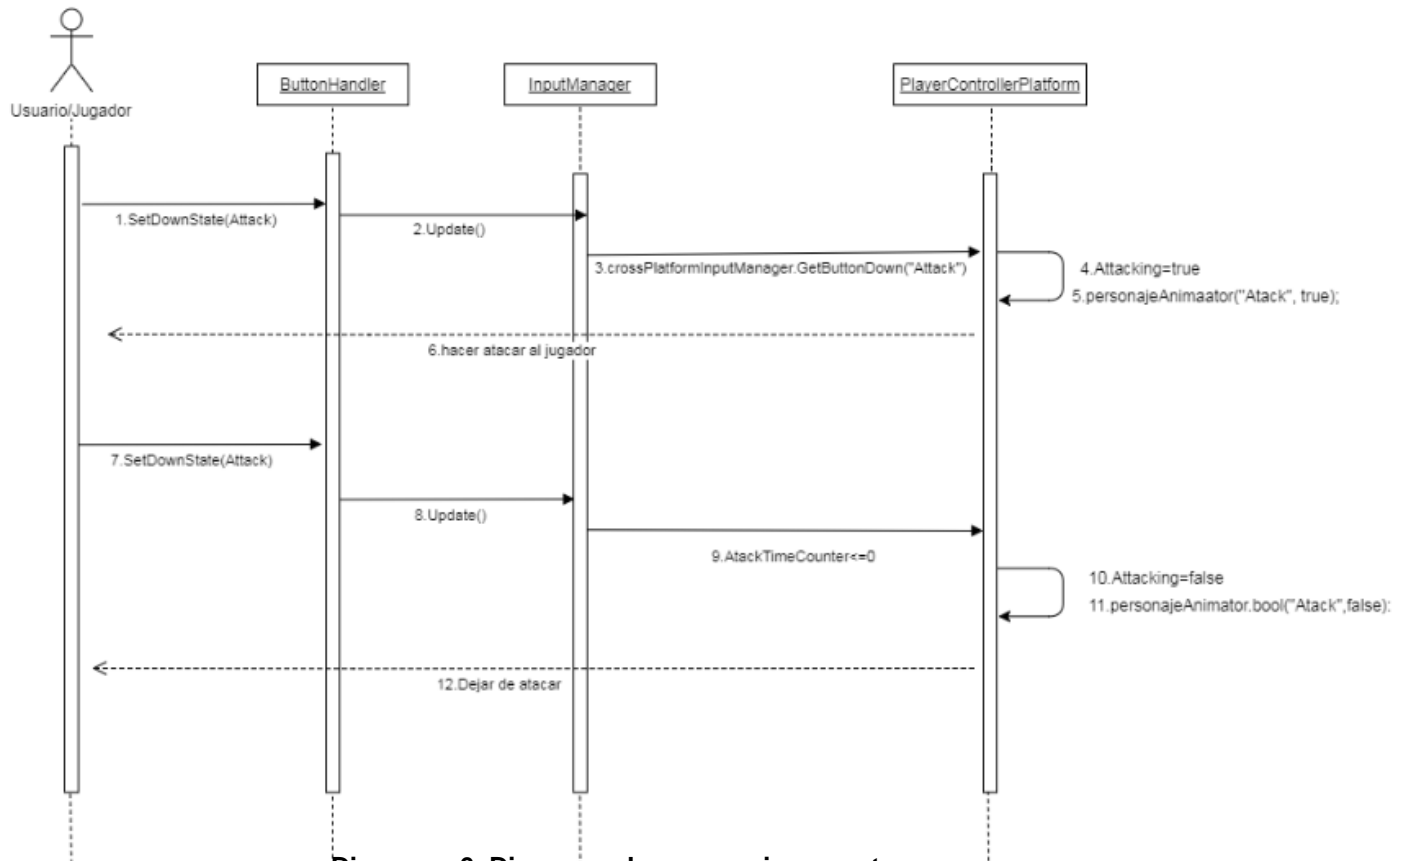 Usuario/Jugador
ButtonHandler
InputManager
PlayerControllerPlatform
1.SetDownState(Attack)
2.Update()
3.crossPlatformInputManager.GetButtonDown("Attack")
4.Attacking=true
5.personajeAnimaator("Atack", true);
6.hacer atacar al jugador
7.SetDownState(Attack)
8.Update()
9.AtackTimeCounter<=0
10.Attacking=false
11.personajeAnimator.bool("Atack",false):
12.Dejar de atacar